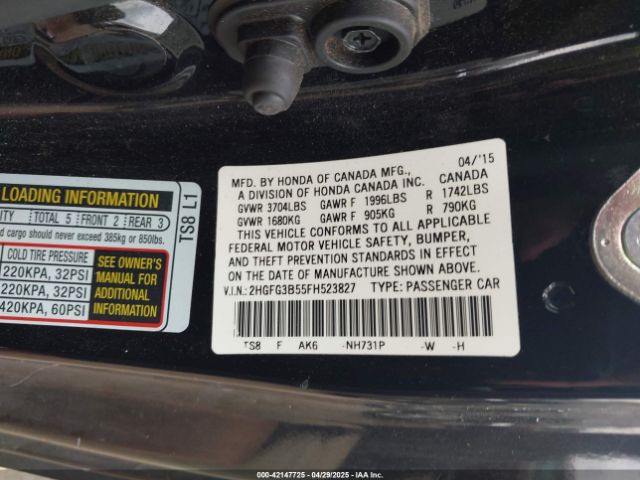 MFD. BY HONDA OF CANADA MFG., 04/'15
A DIVISION OF HONDA CANADA INC. CANADA
GVWR 3704LBS GAWR F 1996LBS R 1742LBS
GVWR 1680KG GAWR F 905KG R 790KG
THIS VEHICLE CONFORMS TO ALL APPLICABLE
FEDERAL MOTOR VEHICLE SAFETY, BUMPER,
AND THEFT PREVENTION STANDARDS IN EFFECT ON
THE DATE OF MANUFACTURE SHOWN ABOVE.
V.I.N.: 2HGFG3B55FH523827 TYPE: PASSENGER CAR
TS8 F AK6 -NH731P -W -H
LOADING INFORMATION
ITY TOTAL 5 FRONT 2 REAR 3
d cargo should never exceed 385kg or 850lbs.
COLD TIRE PRESSURE
220KPA, 32PSI
220KPA, 32PSI
420KPA, 60PSI
SEE OWNER'S
MANUAL FOR
ADDITIONAL
INFORMATION
TS8 L1
000-42147725 - 04/29/2025 - IAAI.COM